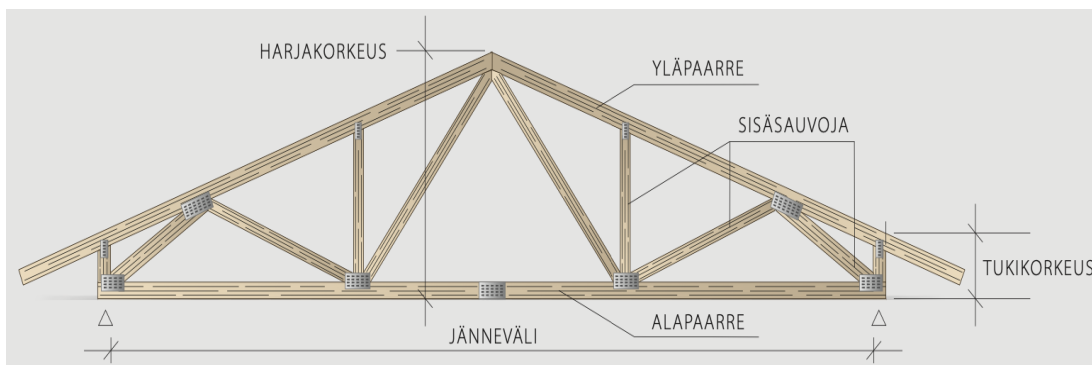 HARJAKORKEUS
YLÄPAARRE
SISÄSAUVOJA
TUKIKORKEUS
ALAPAARRE
JÄNNEVÄLI